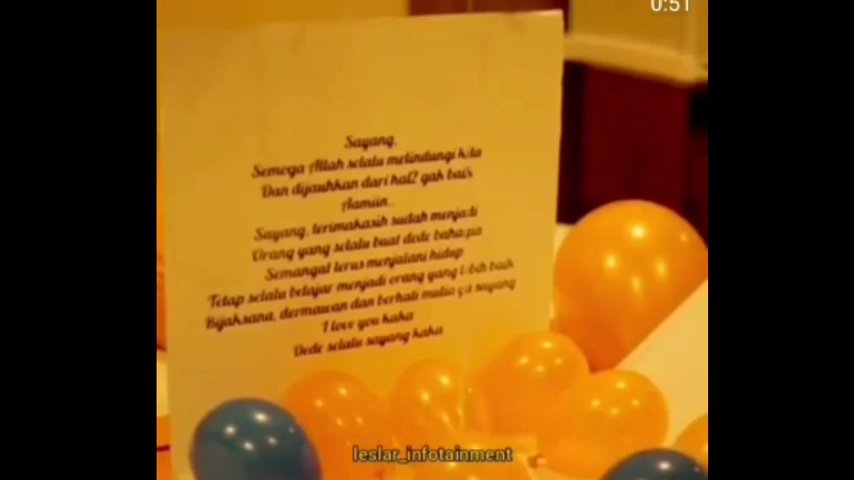 0:51
Sayang,
Semoga Allah selalu melindungi kita
Dan dijauhkan dari hal2 gak baik
Aamiin..
Sayang, terimakasih sudah menjadi
Orang yang selalu buat dede bahagia
Semangat terus menjalani hidup
Tetap selalu belajar menjadi orang yang lebih baik
Bijaksana, dermawan dan berhati mulia ya sayang
I love you kaka
Dede selalu sayang kaka
leslar_infotainment